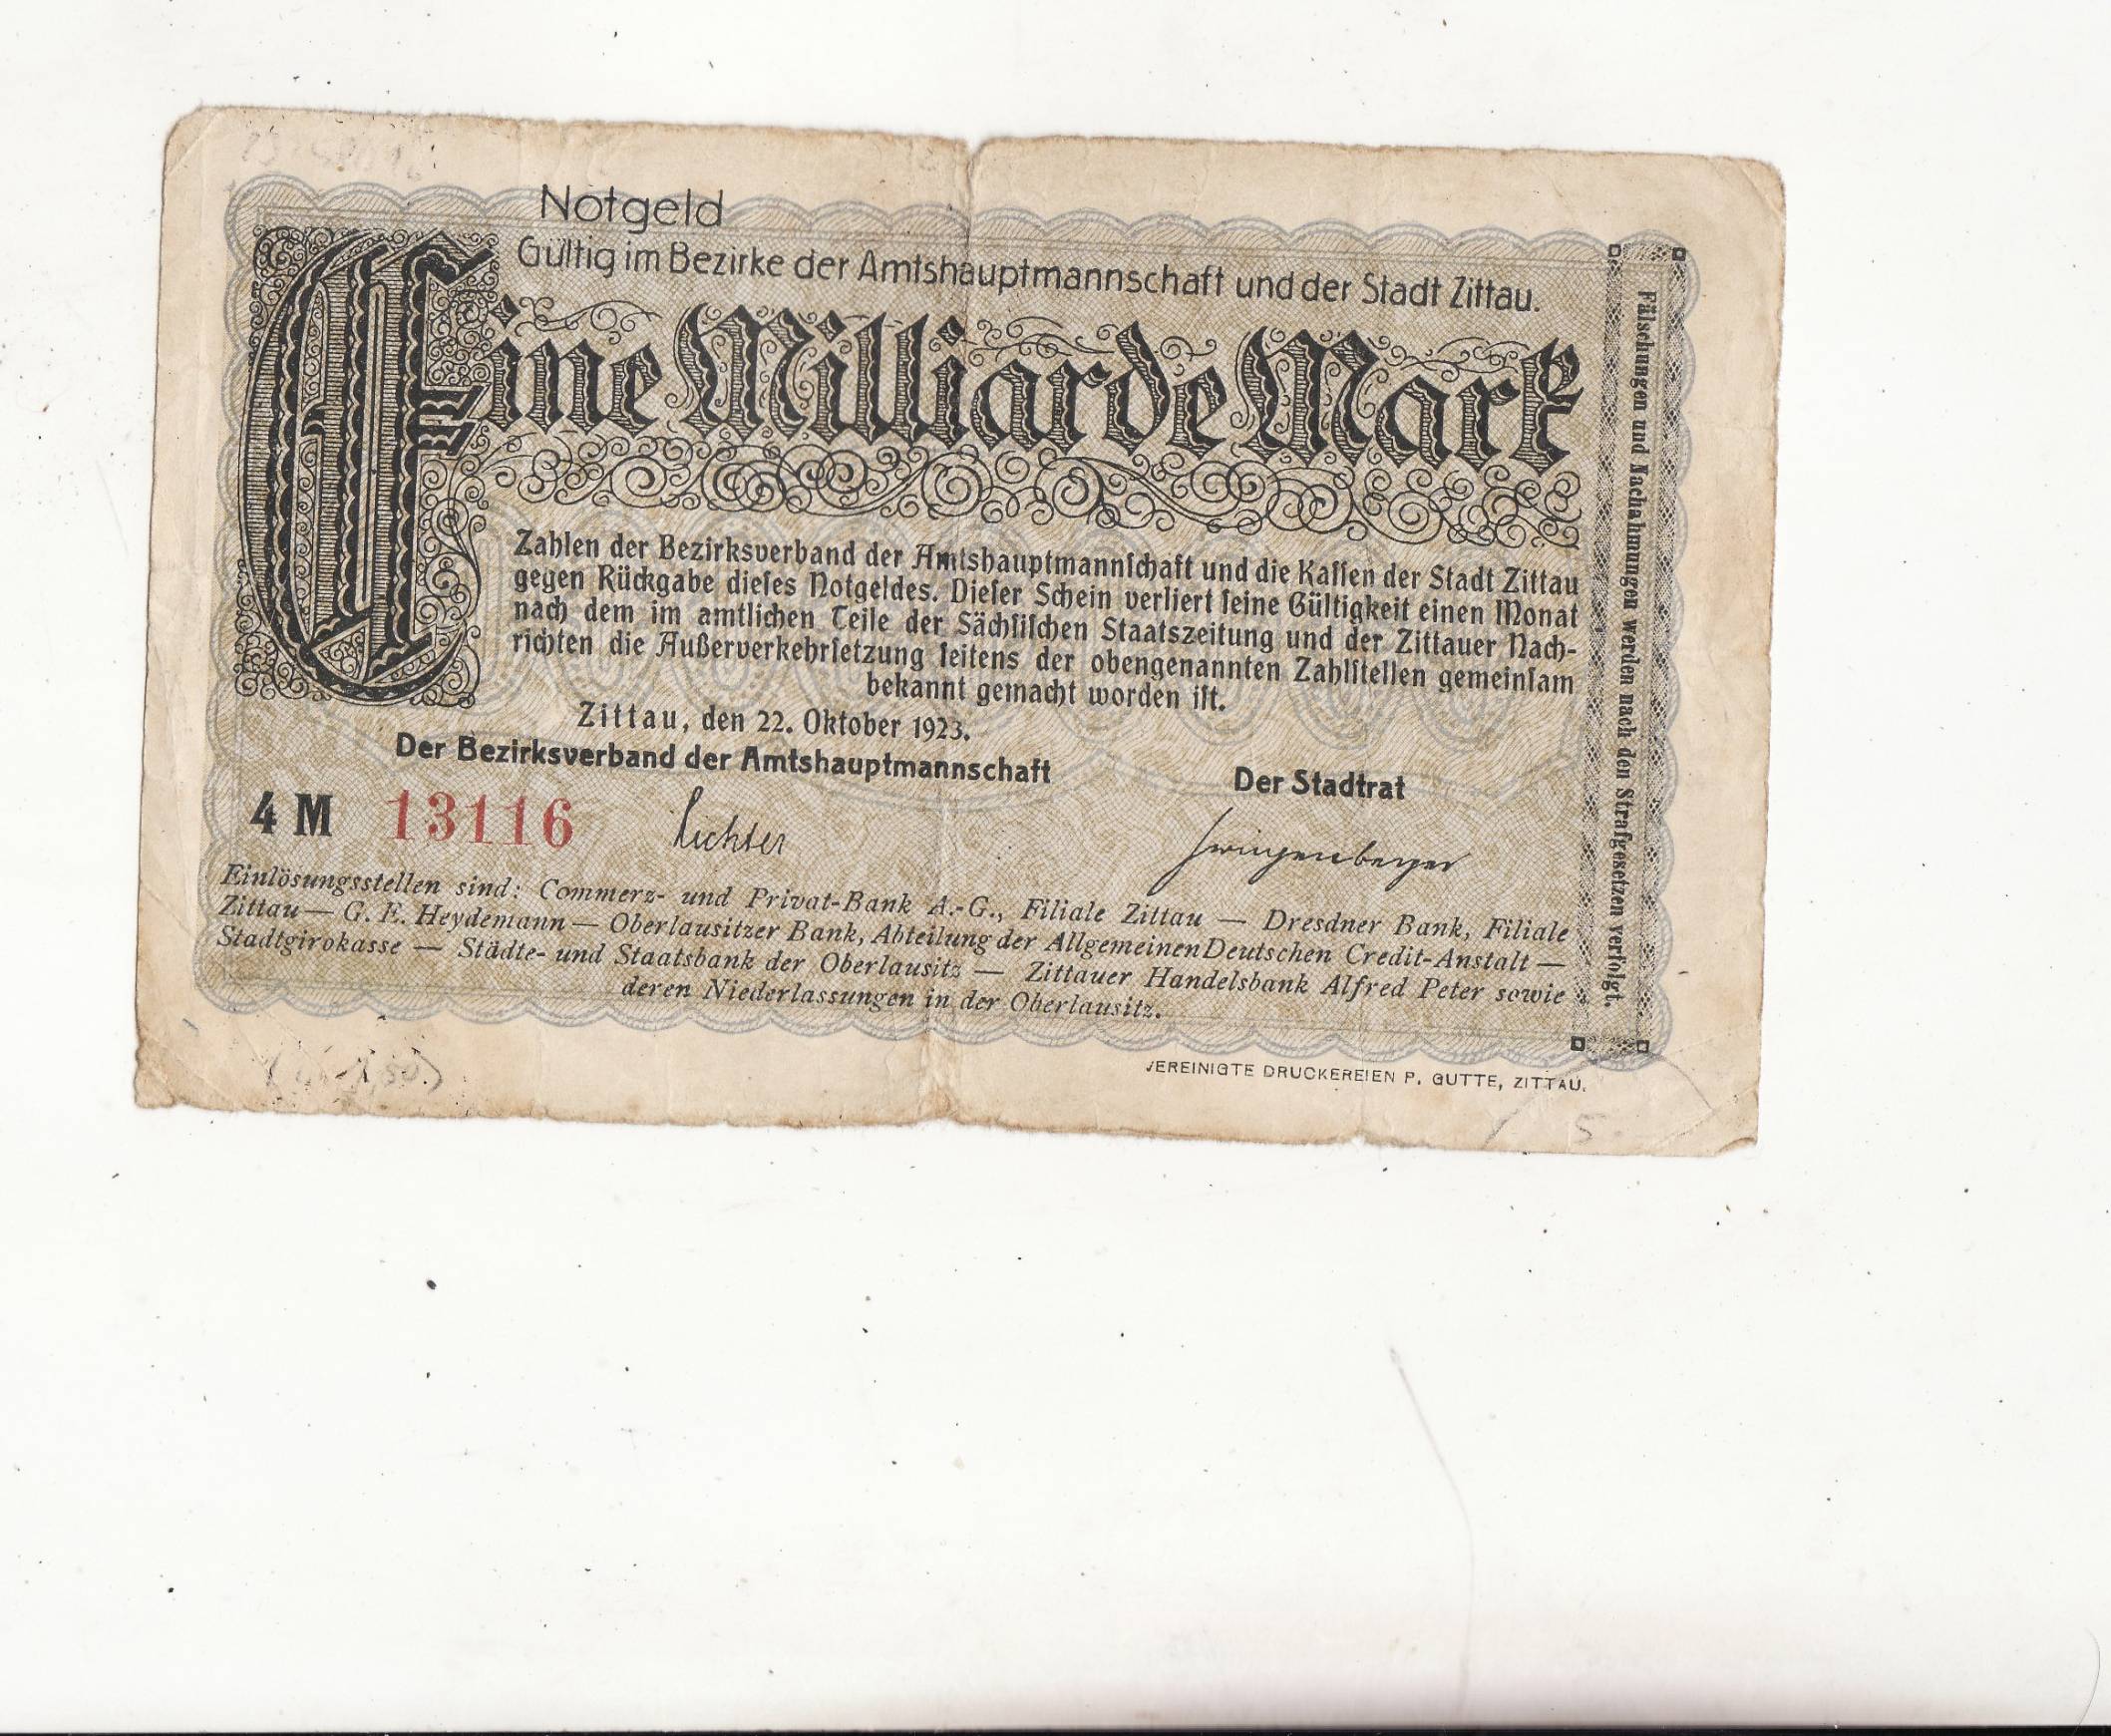 Notgeld
Gültig im Bezirke der Amtshauptmannschaft und der Stadt Zittau.
Eine Milliarde Mark
Zahlen der Bezirksverband der Amtshauptmannſchaft und die Kaſſen der Stadt Zittau
gegen Rückgabe dieſes Notgeldes. Dieſer Schein verliert ſeine Gültigkeit einen Monat
nach dem im amtlichen Teile der Sächſiſchen Staatszeitung und der Zittauer Nach-
richten die Außerverkehrſetzung ſeitens der obengenannten Zahlſtellen gemeinſam
bekannt gemacht worden iſt.
Zittau, den 22. Oktober 1923.
Der Bezirksverband der Amtshauptmannschaft
Der Stadtrat
4 M 13116
Richter
Zwingenberger
Einlösungsstellen sind: Commerz- und Privat-Bank A.-G., Filiale Zittau — Dresdner Bank, Filiale
Zittau — G. E. Heydemann — Oberlausitzer Bank, Abteilung der Allgemeinen Deutschen Credit-Anstalt —
Stadtgirokasse — Städte- und Staatsbank der Oberlausitz — Zittauer Handelsbank Alfred Peter sowie
deren Niederlassungen in der Oberlausitz.
Fälschungen und Nachahmungen werden nach den Strafgesetzen verfolgt.
VEREINIGTE DRUCKEREIEN P. GUTTE, ZITTAU.
5